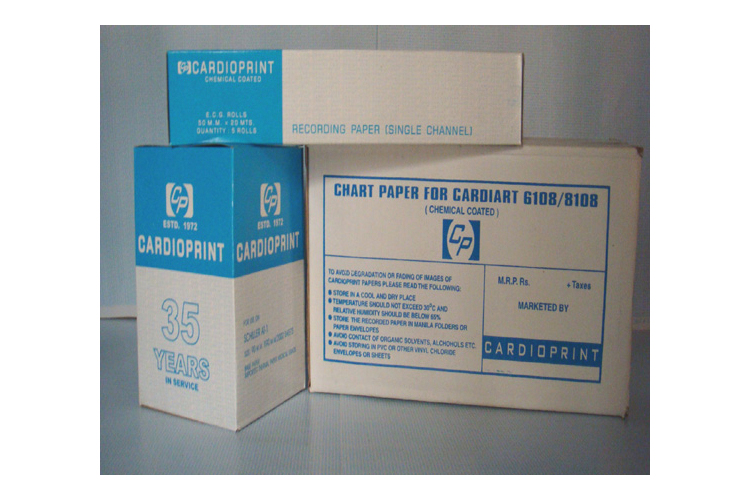 CP CARDIOPRINT
CHEMICAL COATED
E.C.G. ROLLS
50 M.M. × 20 MTS.
QUANTITY : 5 ROLLS
RECORDING PAPER (SINGLE CHANNEL)
CP
ESTD. 1972
CARDIOPRINT
35
YEARS
IN SERVICE
CP
ESTD. 1972
CARDIOPRINT
FOR USE ON
CHART PAPER FOR CARDIART 6108/8108
( CHEMICAL COATED )
CP
TO AVOID DEGRADATION OR FADING OF IMAGES OF
CARDIOPRINT PAPERS PLEASE READ THE FOLLOWING:
● STORE IN A COOL AND DRY PLACE
● TEMPERATURE SHOULD NOT EXCEED 30°C AND
RELATIVE HUMIDITY SHOULD BE BELOW 65%
● STORE THE RECORDED PAPER IN MANILA FOLDERS OR
PAPER ENVELOPES
● AVOID CONTACT OF ORGANIC SOLVENTS, ALCHOHOLS ETC.
● AVOID STORING IN PVC OR OTHER VINYL CHLORIDE
ENVELOPES OR SHEETS
M.R.P. Rs. + Taxes
MARKETED BY
CARDIOPRINT